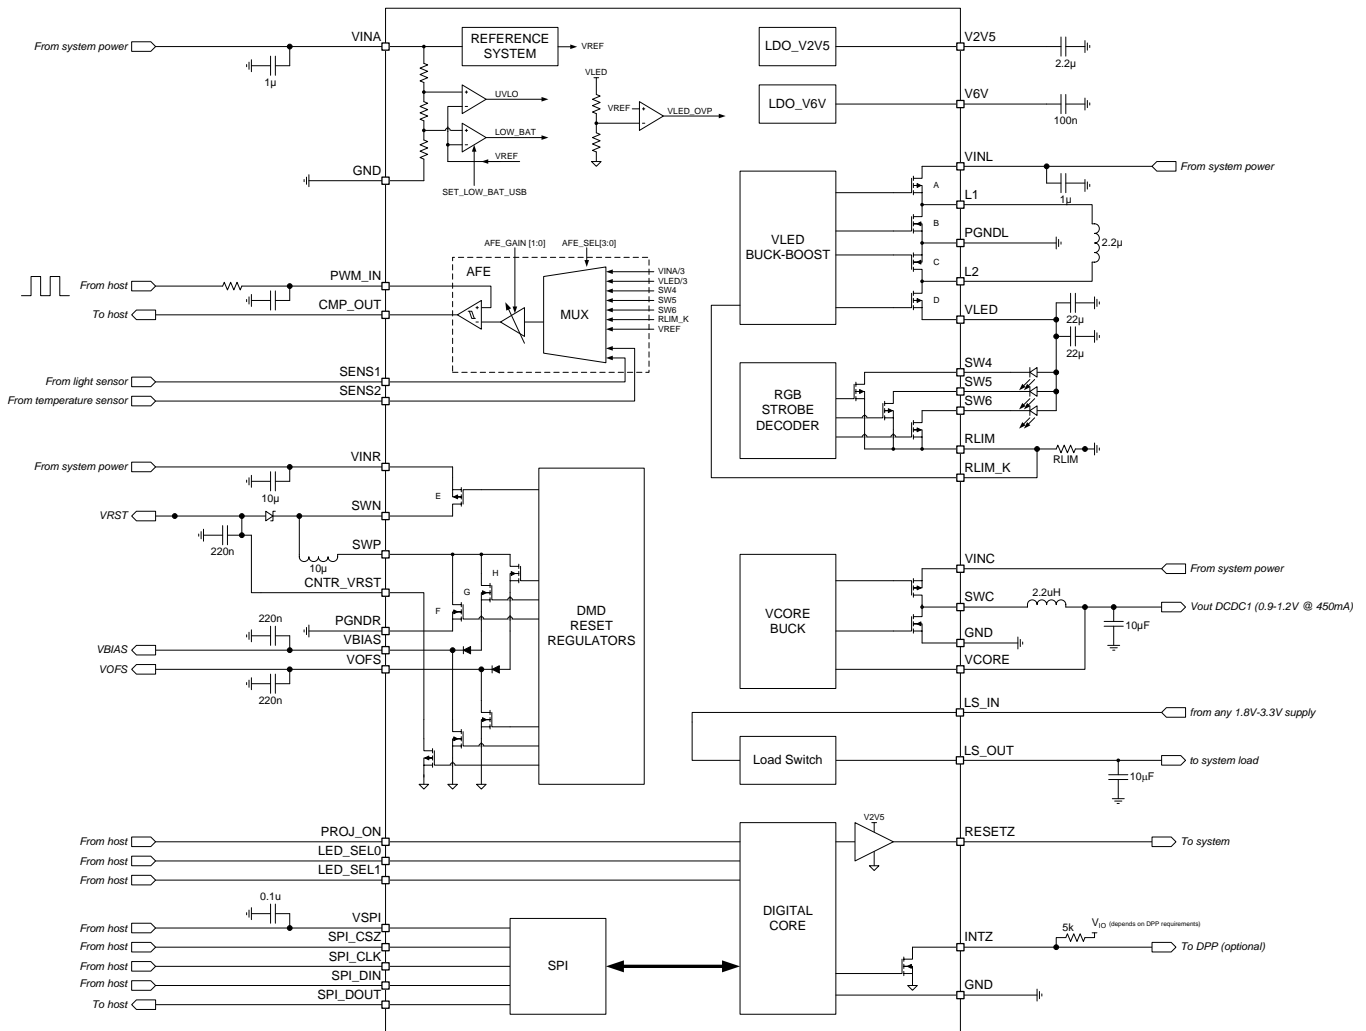 From system power
VINA
1µ
REFERENCE
SYSTEM
VREF
UVLO
LOW_BAT
VREF
SET_LOW_BAT_USB
GND
VLED
VREF
VLED_OVP
LDO_V2V5
V2V5
2.2µ
LDO_V6V
V6V
100n
VINL
From system power
1µ
A
L1
B
VLED
BUCK-BOOST
PGNDL
2.2µ
C
L2
D
VLED
22µ
22µ
AFE_GAIN [1:0]
AFE_SEL[3:0]
AFE
MUX
VINA/3
VLED/3
SW4
SW5
SW6
RLIM_K
VREF
From host
PWM_IN
To host
CMP_OUT
From light sensor
SENS1
From temperature sensor
SENS2
RGB
STROBE
DECODER
SW4
SW5
SW6
RLIM
RLIM
RLIM_K
From system power
VINR
10µ
E
VRST
SWN
220n
SWP
10µ
CNTR_VRST
H
G
F
PGNDR
220n
VBIAS
VBIAS
VOFS
VOFS
220n
DMD
RESET
REGULATORS
VCORE
BUCK
VINC
From system power
SWC
2.2uH
Vout DCDC1 (0.9-1.2V @ 450mA)
10µF
GND
VCORE
LS_IN
from any 1.8V-3.3V supply
Load Switch
LS_OUT
to system load
10µF
From host
PROJ_ON
From host
LED_SEL0
From host
LED_SEL1
DIGITAL
CORE
V2V5
RESETZ
To system
0.1u
From host
VSPI
From host
SPI_CSZ
From host
SPI_CLK
From host
SPI_DIN
To host
SPI_DOUT
SPI
5k
VIO (depends on DPP requirements)
INTZ
To DPP (optional)
GND